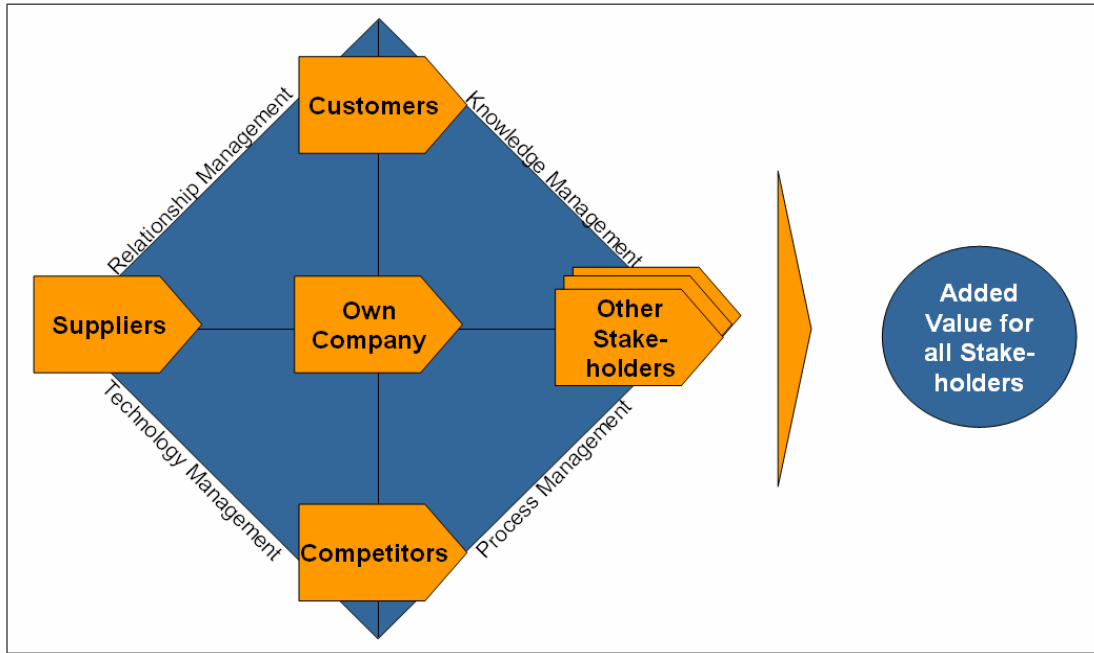 Customers
Relationship Management
Knowledge Management
Suppliers
Own
Company
Other
Stake-
holders
Added
Value for
all Stake-
holders
Technology Management
Process Management
Competitors